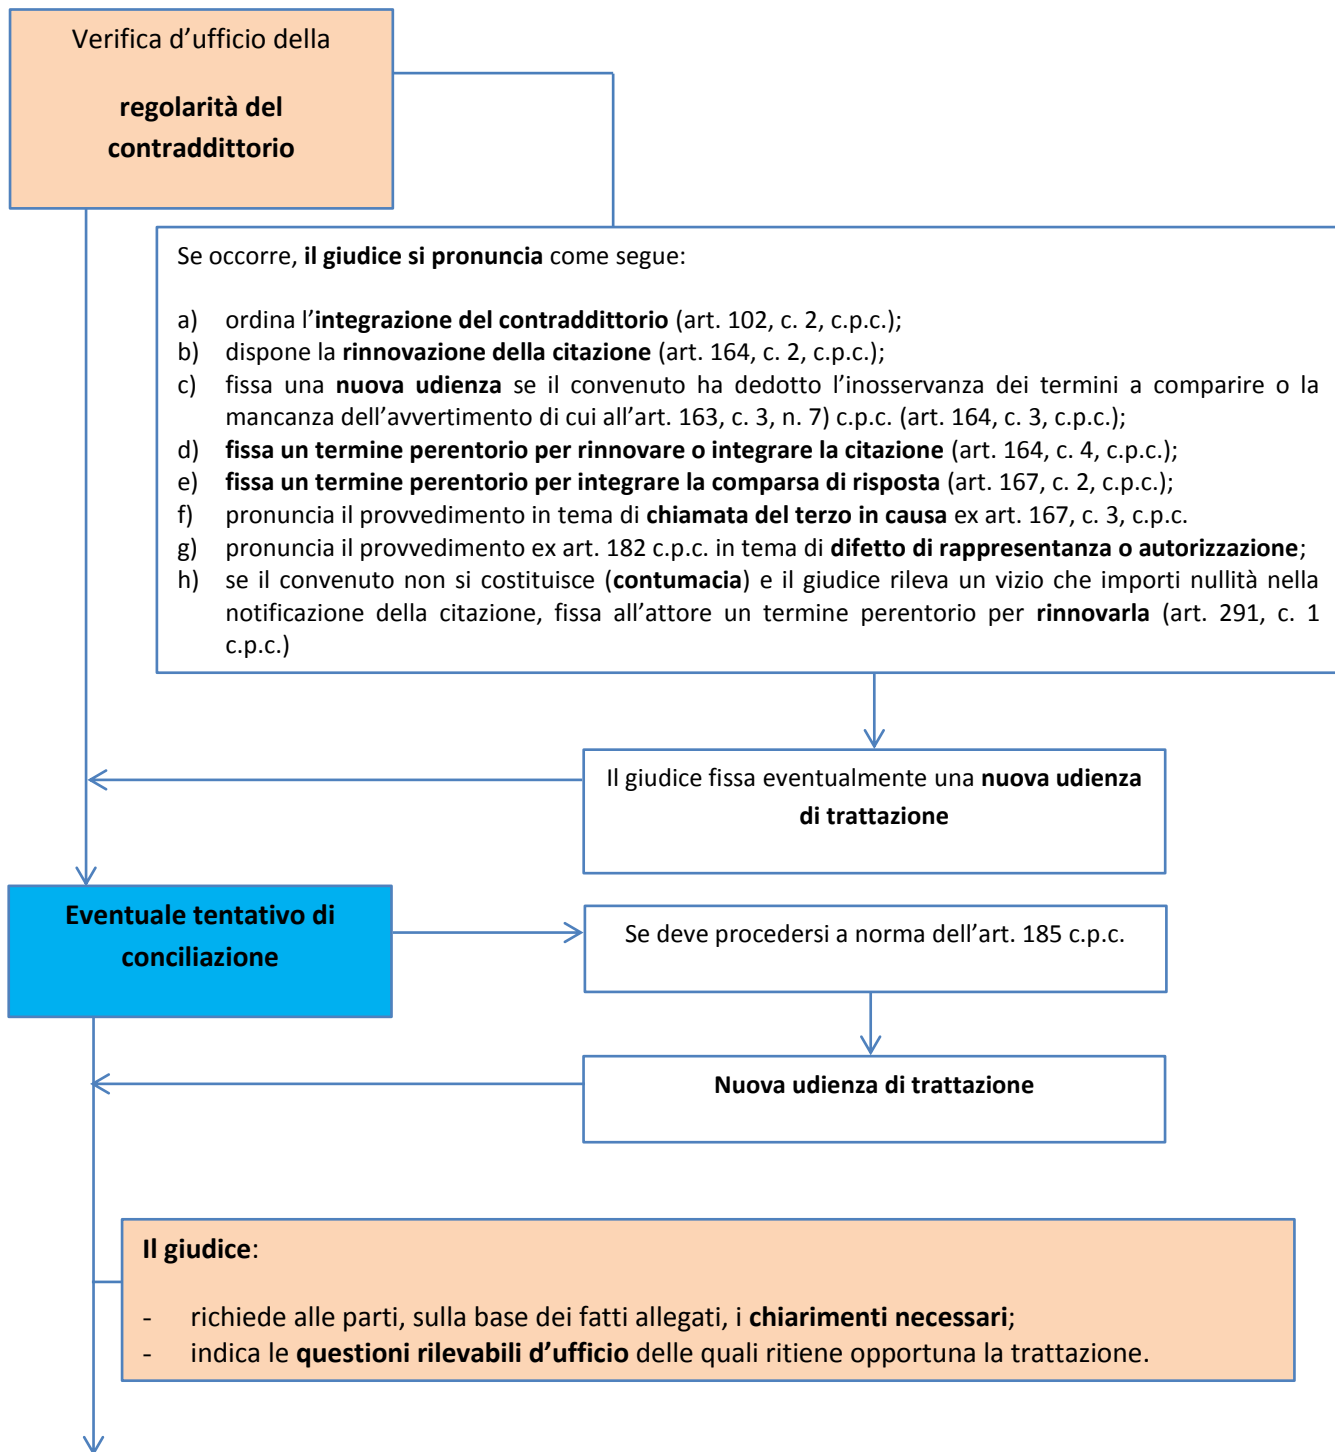 Verifica d’ufficio della
regolarità del
contraddittorio
Se occorre, il giudice si pronuncia come segue:
a) ordina l’integrazione del contraddittorio (art. 102, c. 2, c.p.c.);
b) dispone la rinnovazione della citazione (art. 164, c. 2, c.p.c.);
c) fissa una nuova udienza se il convenuto ha dedotto l’inosservanza dei termini a comparire o la
mancanza dell’avvertimento di cui all’art. 163, c. 3, n. 7) c.p.c. (art. 164, c. 3, c.p.c.);
d) fissa un termine perentorio per rinnovare o integrare la citazione (art. 164, c. 4, c.p.c.);
e) fissa un termine perentorio per integrare la comparsa di risposta (art. 167, c. 2, c.p.c.);
f) pronuncia il provvedimento in tema di chiamata del terzo in causa ex art. 167, c. 3, c.p.c.
g) pronuncia il provvedimento ex art. 182 c.p.c. in tema di difetto di rappresentanza o autorizzazione;
h) se il convenuto non si costituisce (contumacia) e il giudice rileva un vizio che importi nullità nella
notificazione della citazione, fissa all’attore un termine perentorio per rinnovarla (art. 291, c. 1
c.p.c.)
Il giudice fissa eventualmente una nuova udienza
di trattazione
Eventuale tentativo di
conciliazione
Se deve procedersi a norma dell’art. 185 c.p.c.
Nuova udienza di trattazione
Il giudice:
- richiede alle parti, sulla base dei fatti allegati, i chiarimenti necessari;
- indica le questioni rilevabili d’ufficio delle quali ritiene opportuna la trattazione.